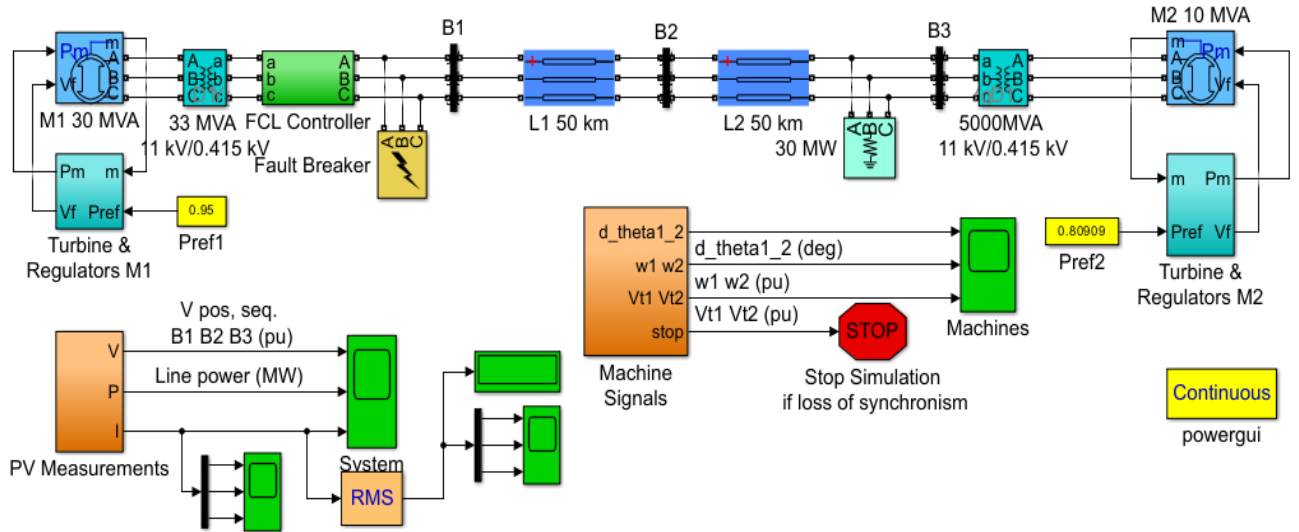 B1
B2
B3
M2 10 MVA
Pm m
A
B
C
Vf
A a
B b
C c
a A
b B
c C
m Pm
A
B
C
Vf
a A
b B
c C
M1 30 MVA
33 MVA
11 kV/0.415 kV
FCL Controller
Fault Breaker
A B C
L1 50 km
L2 50 km
30 MW
A B C
5000MVA
11 kV/0.415 kV
Pm m
Vf Pref
0.95
Pref1
Turbine &
Regulators M1
m Pm
Pref Vf
0.80909
Pref2
Turbine &
Regulators M2
d_theta1_2
w1 w2
Vt1 Vt2
stop
d_theta1_2 (deg)
w1 w2 (pu)
Vt1 Vt2 (pu)
Machines
STOP
Machine
Signals
Stop Simulation
if loss of synchronism
V pos, seq.
B1 B2 B3 (pu)
Line power (MW)
V
P
I
PV Measurements
System
RMS
Continuous
powergui